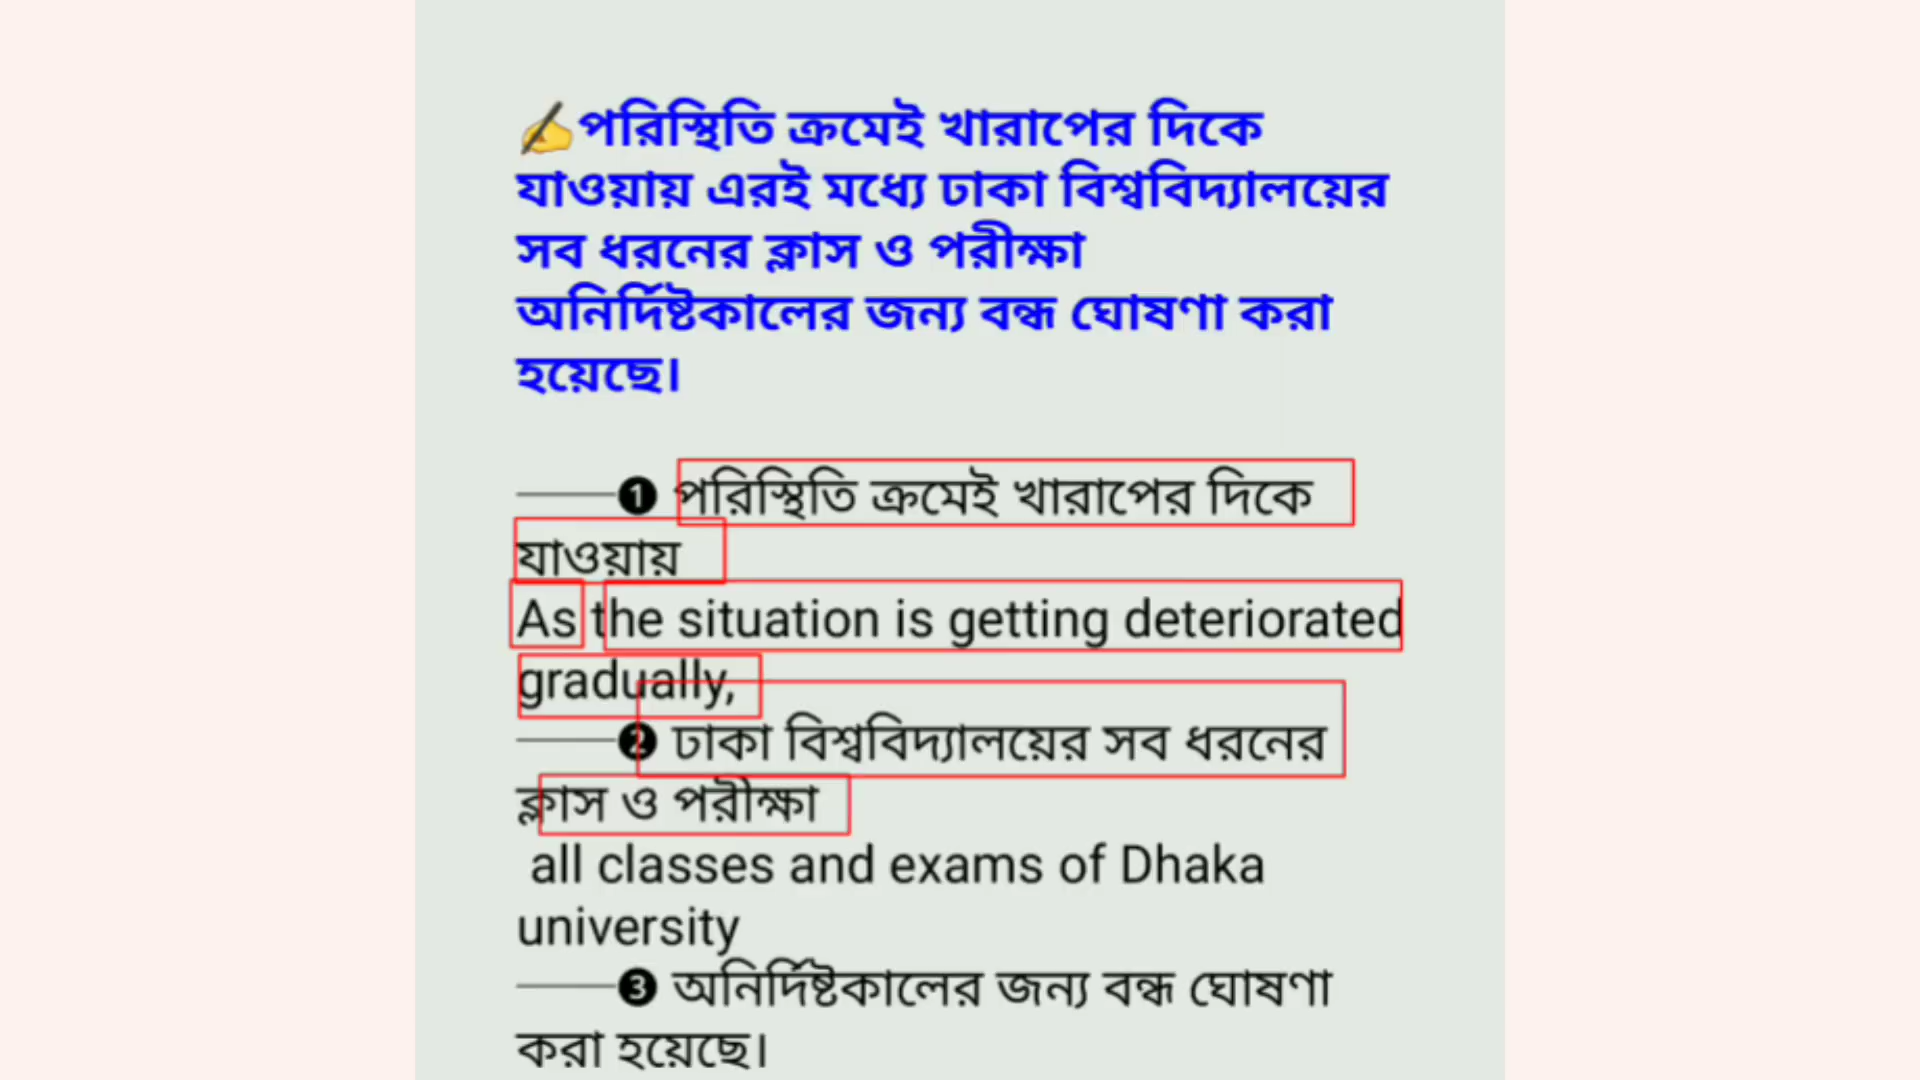 ✍️পরিস্থিতি ক্রমেই খারাপের দিকে
যাওয়ায় এরই মধ্যে ঢাকা বিশ্ববিদ্যালয়ের
সব ধরনের ক্লাস ও পরীক্ষা
অনির্দিষ্টকালের জন্য বন্ধ ঘোষণা করা
হয়েছে।
———❶ পরিস্থিতি ক্রমেই খারাপের দিকে
যাওয়ায়
As the situation is getting deteriorated
gradually,
———❷ ঢাকা বিশ্ববিদ্যালয়ের সব ধরনের
ক্লাস ও পরীক্ষা
all classes and exams of Dhaka
university
———❸ অনির্দিষ্টকালের জন্য বন্ধ ঘোষণা
করা হয়েছে।